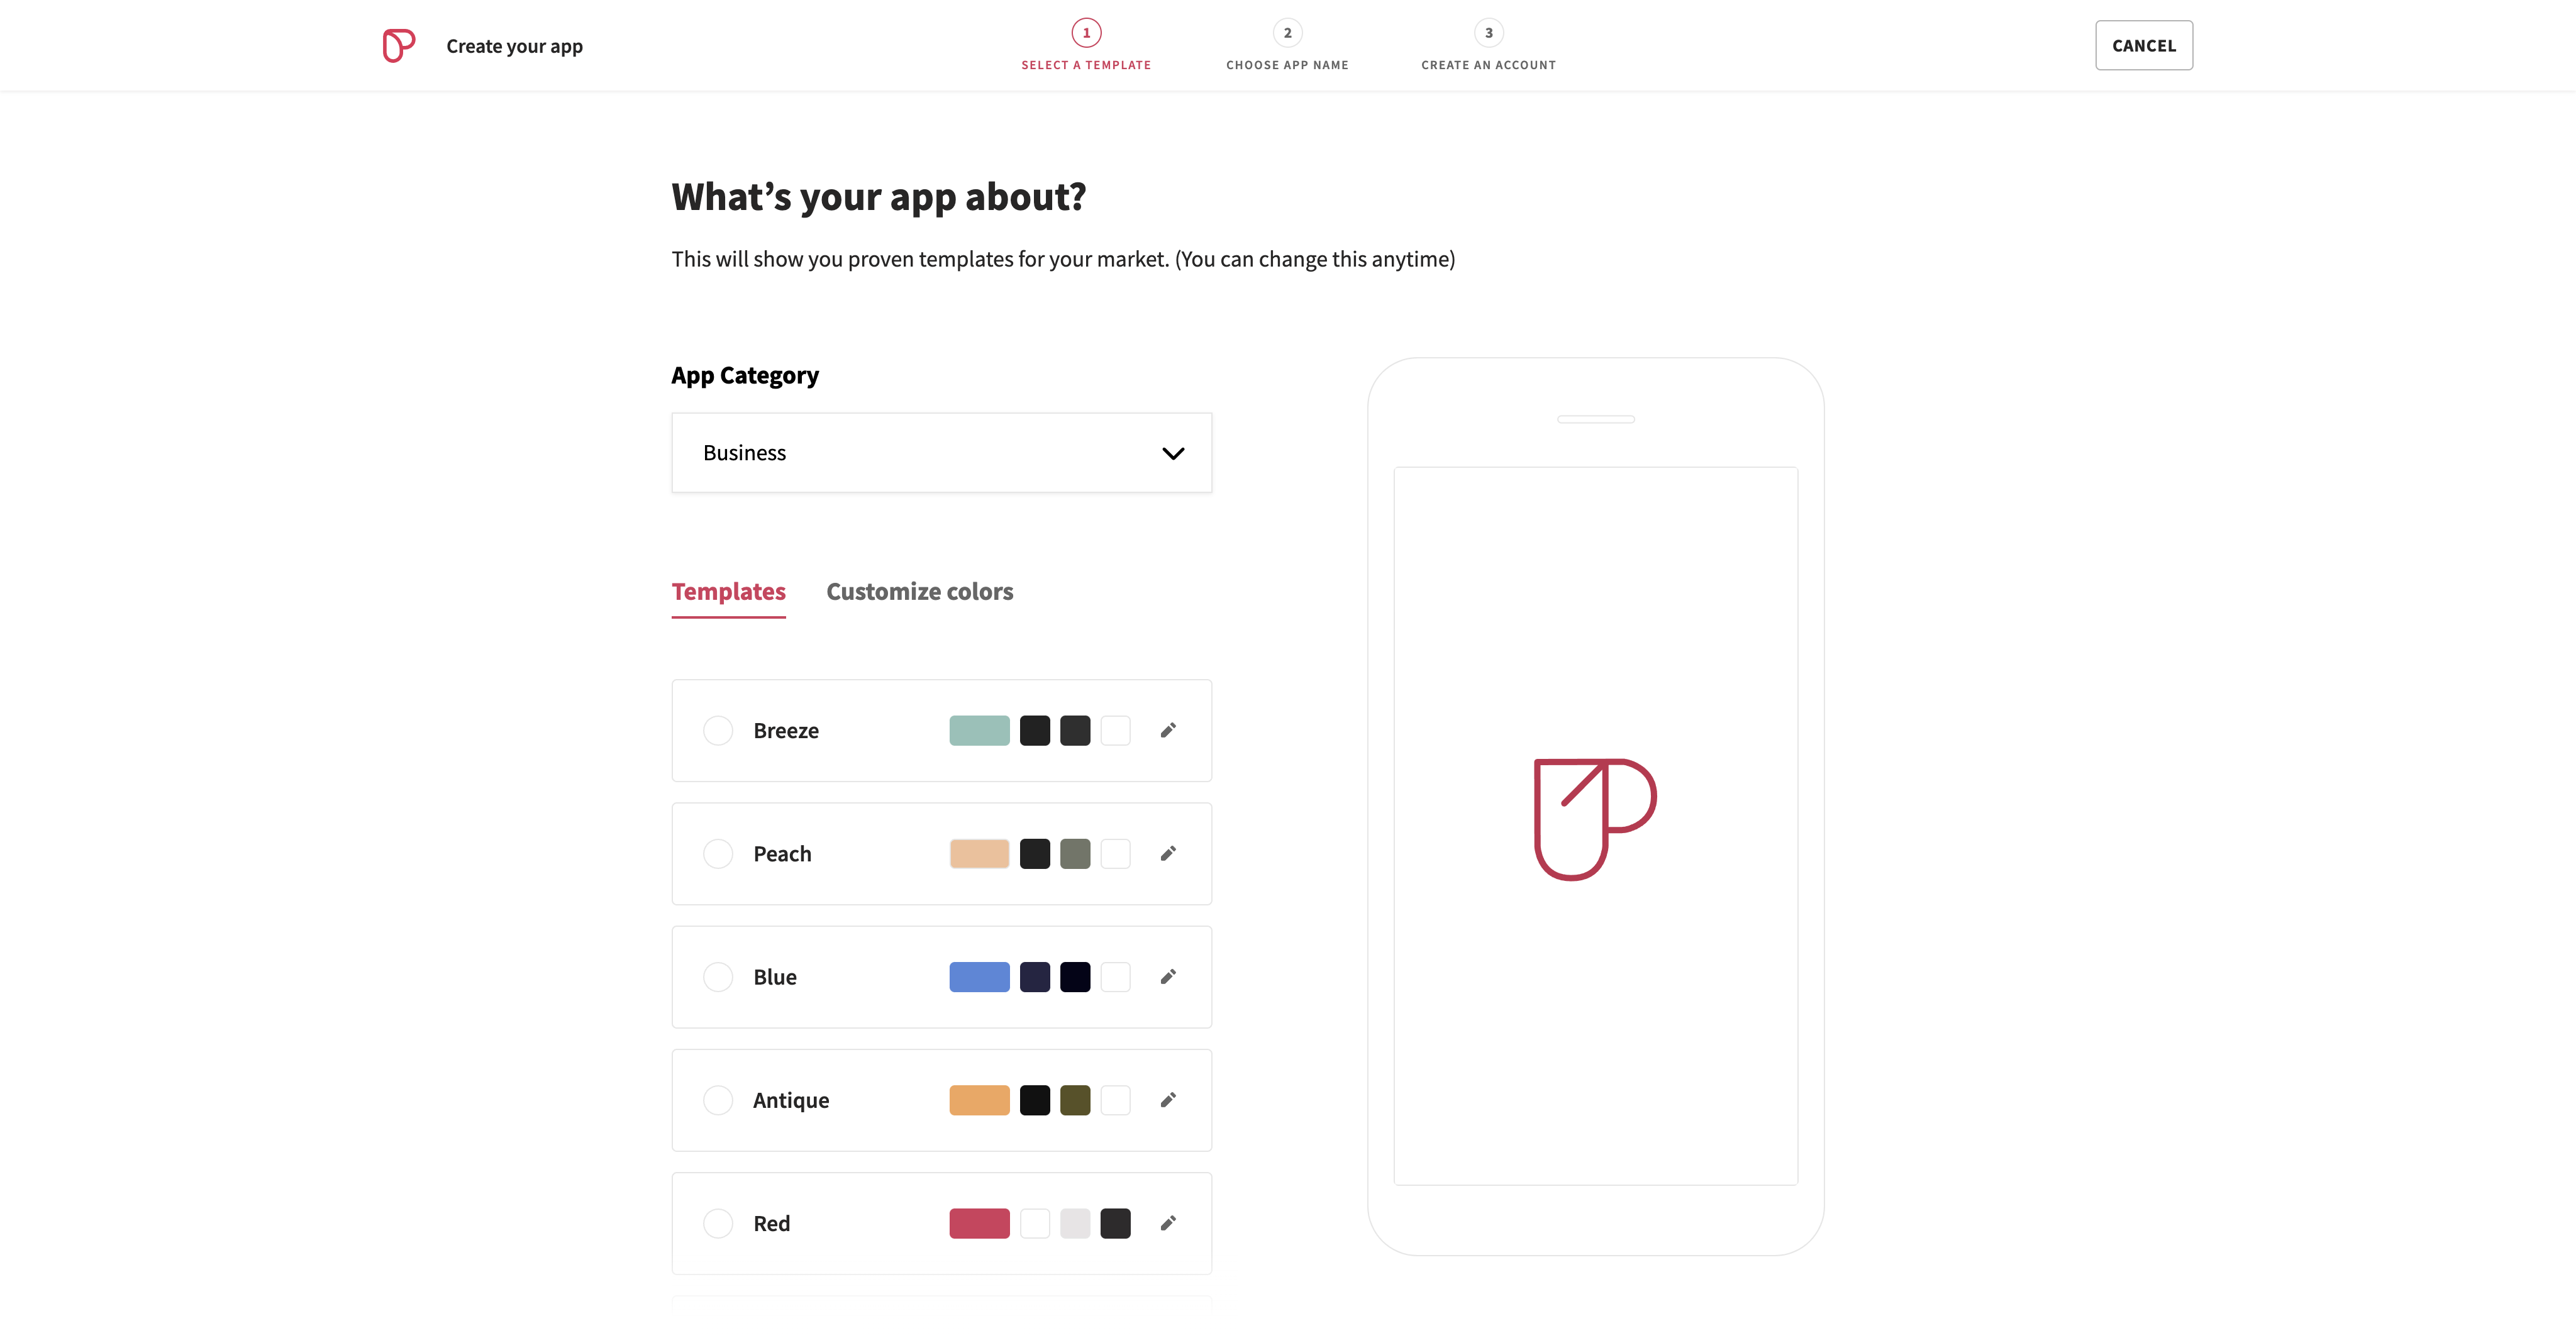 Create your app
1
SELECT A TEMPLATE
2
CHOOSE APP NAME
3
CREATE AN ACCOUNT
CANCEL
What’s your app about?
This will show you proven templates for your market. (You can change this anytime)
App Category
Business
Templates
Customize colors
Breeze
Peach
Blue
Antique
Red